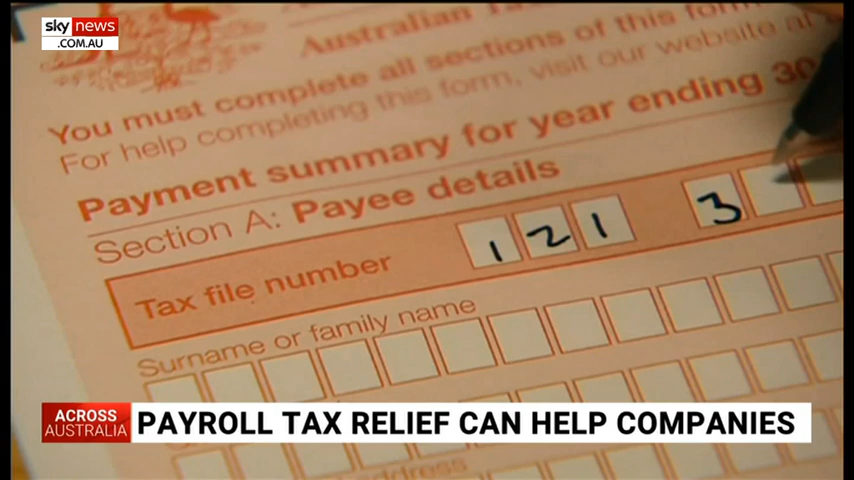 sky news
.COM.AU
Australian
You must complete all sections of this form
For help completing this form, visit our website at
Payment summary for year ending 30
Section A: Payee details
Tax file number 121 3
Surname or family name
address
ACROSS
AUSTRALIA
PAYROLL TAX RELIEF CAN HELP COMPANIES